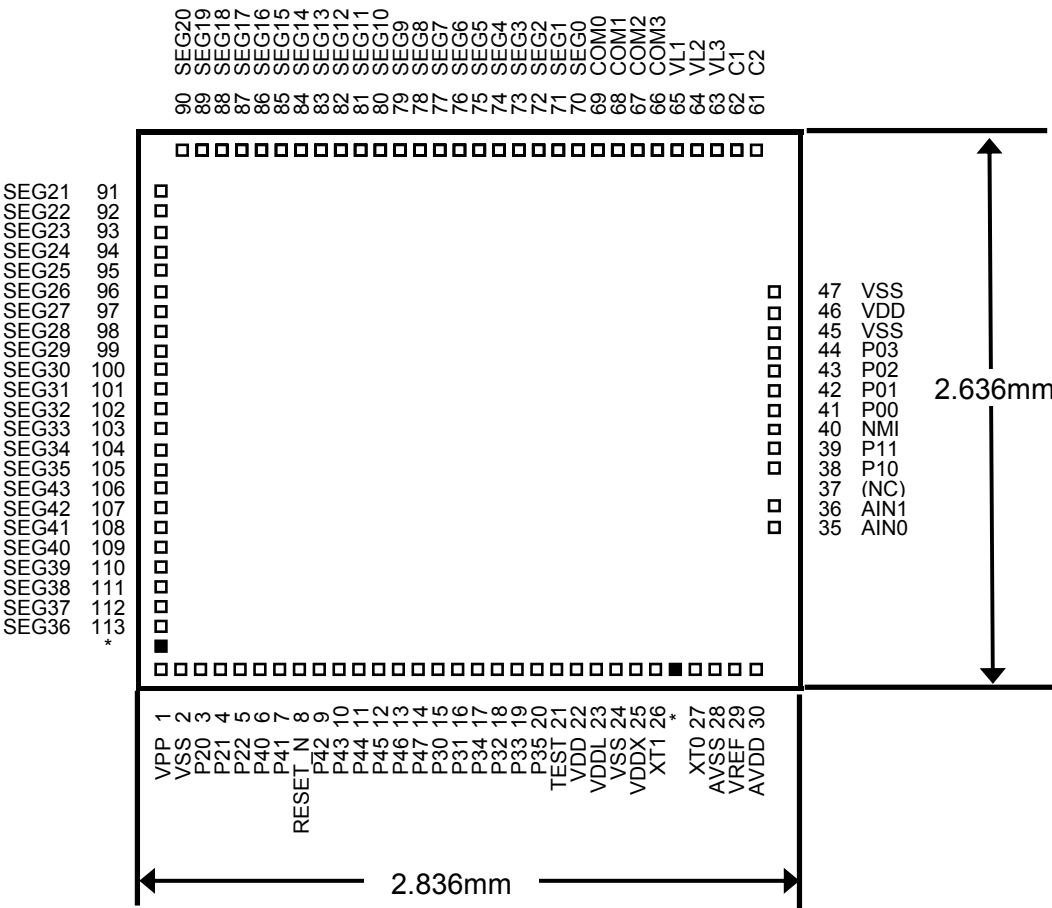 90 SEG20
89 SEG19
88 SEG18
87 SEG17
86 SEG16
85 SEG15
84 SEG14
83 SEG13
82 SEG12
81 SEG11
80 SEG10
79 SEG9
78 SEG8
77 SEG7
76 SEG6
75 SEG5
74 SEG4
73 SEG3
72 SEG2
71 SEG1
70 SEG0
69 COM0
68 COM1
67 COM2
66 COM3
65 VL1
64 VL2
63 VL3
62 C1
61 C2
SEG21 91
SEG22 92
SEG23 93
SEG24 94
SEG25 95
SEG26 96
SEG27 97
SEG28 98
SEG29 99
SEG30 100
SEG31 101
SEG32 102
SEG33 103
SEG34 104
SEG35 105
SEG43 106
SEG42 107
SEG41 108
SEG40 109
SEG39 110
SEG38 111
SEG37 112
SEG36 113
*
47 VSS
46 VDD
45 VSS
44 P03
43 P02
42 P01
41 P00
40 NMI
39 P11
38 P10
37 (NC)
36 AIN1
35 AIN0
2.636mm
VPP 1
VSS 2
P20 3
P21 4
P22 5
P40 6
P41 7
RESET_N 8
P42 9
P43 10
P44 11
P45 12
P46 13
P47 14
P30 15
P31 16
P34 17
P32 18
P33 19
P35 20
TEST 21
VDD 22
VDDL 23
VSS 24
VDDX 25
XT1 26
*
XT0 27
AVSS 28
VREF 29
AVDD 30
2.836mm